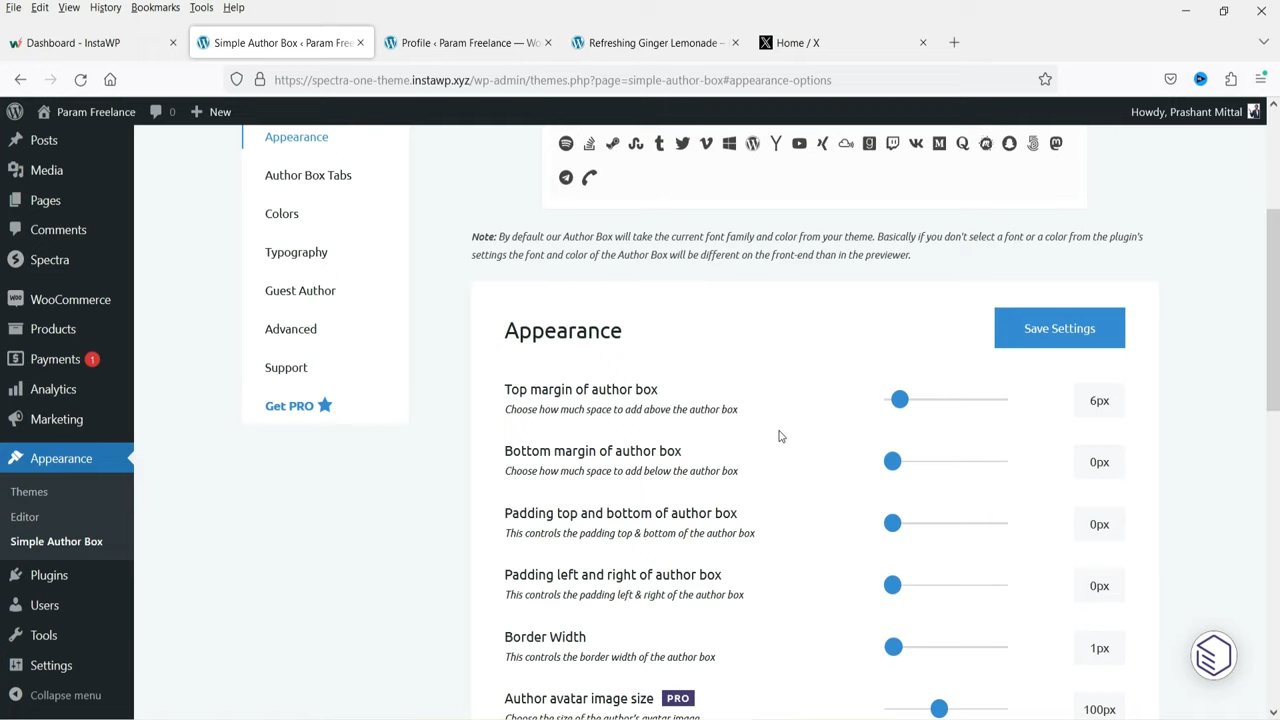 File Edit View History Bookmarks Tools Help
Dashboard - InstaWP
Simple Author Box ‹ Param Free
Profile ‹ Param Freelance — Wo
Refreshing Ginger Lemonade –
Home / X
https://spectra-one-theme.instawp.xyz/wp-admin/themes.php?page=simple-author-box#appearance-options
Param Freelance 0 New Howdy, Prashant Mittal
Posts
Media
Pages
Comments
Spectra
WooCommerce
Products
Payments 1
Analytics
Marketing
Appearance
Themes
Editor
Simple Author Box
Plugins
Users
Tools
Settings
Collapse menu
Appearance
Author Box Tabs
Colors
Typography
Guest Author
Advanced
Support
Get PRO
Note: By default our Author Box will take the current font family and color from your theme. Basically if you don't select a font or a color from the plugin's
settings the font and color of the Author Box will be different on the front-end than in the previewer.
Appearance Save Settings
Top margin of author box 6px
Choose how much space to add above the author box
Bottom margin of author box 0px
Choose how much space to add below the author box
Padding top and bottom of author box 0px
This controls the padding top & bottom of the author box
Padding left and right of author box 0px
This controls the padding left & right of the author box
Border Width 1px
This controls the border width of the author box
Author avatar image size PRO 100px
Choose the size of the author's avatar image